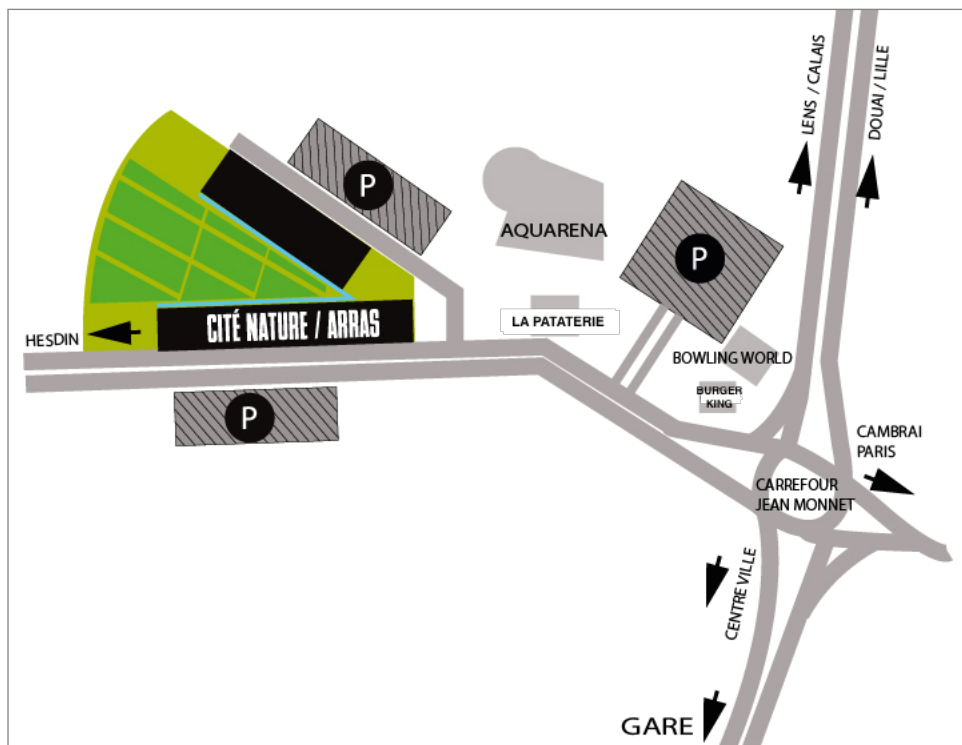 LENS / CALAIS
DOUAI / LILLE
P
AQUARENA
P
HESDIN
CITÉ NATURE / ARRAS
LA PATATERIE
BOWLING WORLD
BURGER
KING
P
CAMBRAI
PARIS
CARREFOUR
JEAN MONNET
CENTRE VILLE
GARE